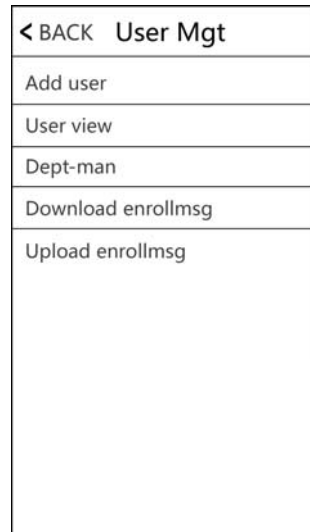 < BACK User Mgt
Add user
User view
Dept-man
Download enrollmsg
Upload enrollmsg